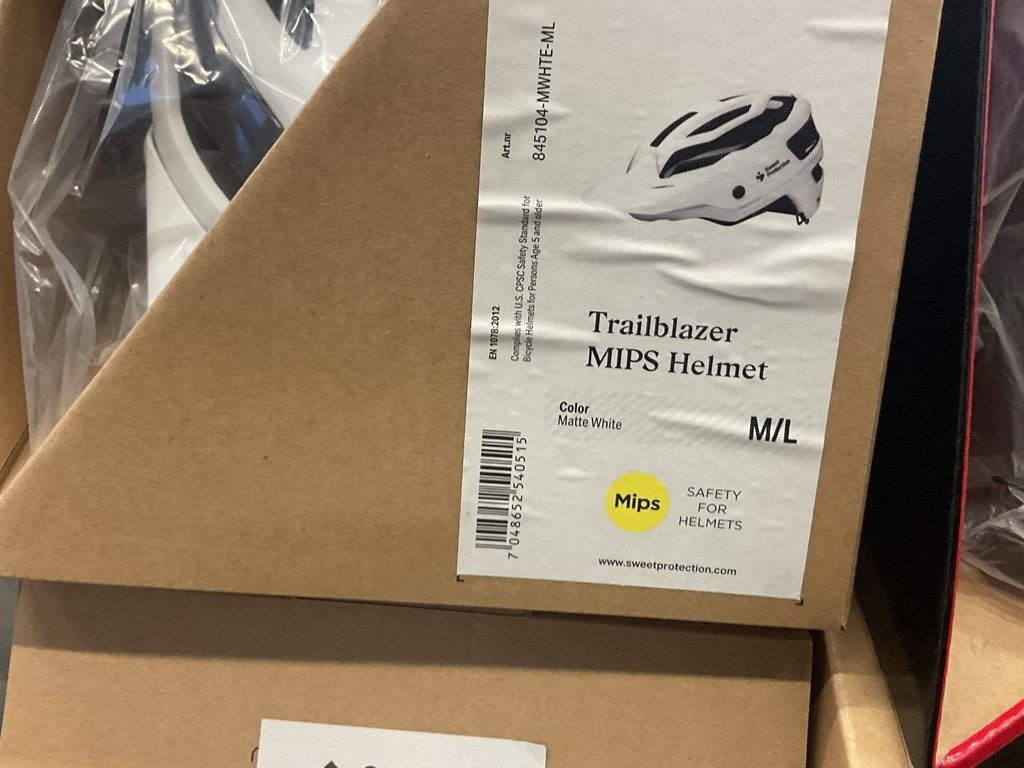 Art.nr
845104-MWHTE-ML
EN 1078:2012
Complies with U.S. CPSC Safety Standard for
Bicycle Helmets for Persons Age 5 and older
Sweet
Protection
Trailblazer
MIPS Helmet
Color
Matte White
M/L
7 048652 540515
Mips
SAFETY
FOR
HELMETS
www.sweetprotection.com